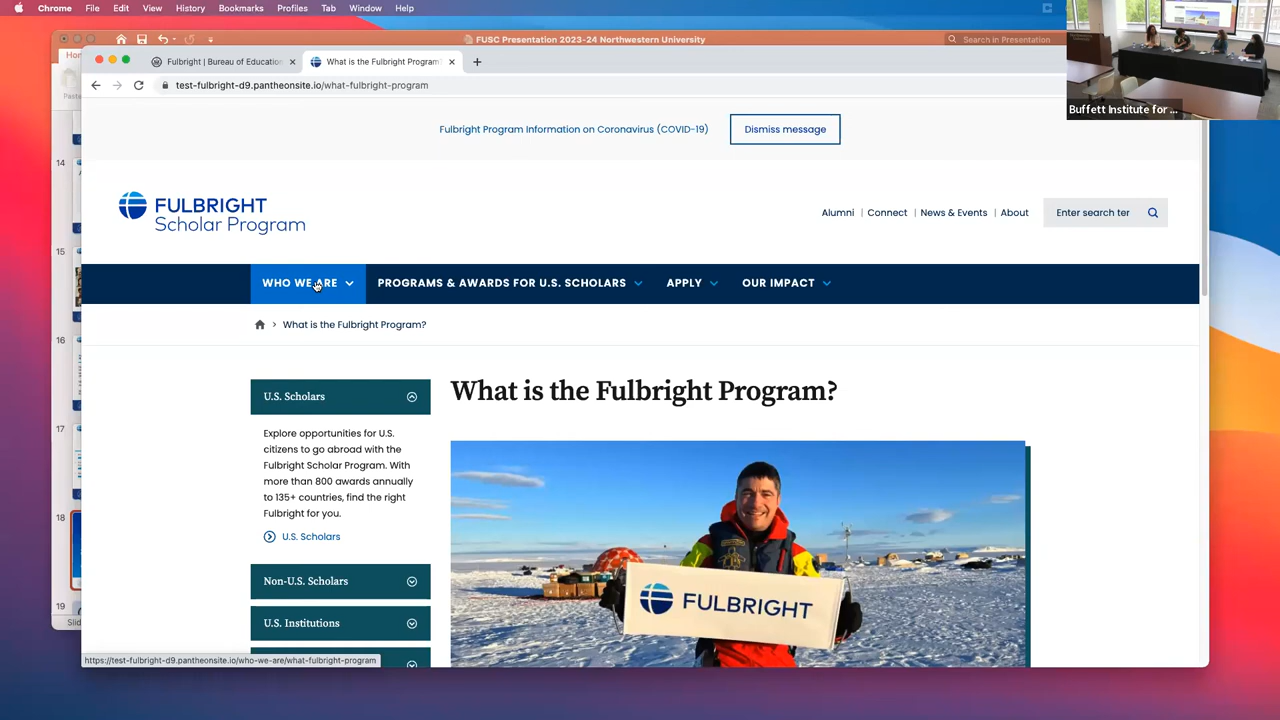 Chrome File Edit View History Bookmarks Profiles Tab Window Help
FUSC Presentation 2023-24 Northwestern University
Search in Presentation
Fulbright | Bureau of Education
What is the Fulbright Program?
test-fulbright-d9.pantheonsite.io/what-fulbright-program
Buffett Institute for ...
Fulbright Program Information on Coronavirus (COVID-19)
Dismiss message
FULBRIGHT
Scholar Program
Alumni | Connect | News & Events | About
Enter search ter
WHO WE ARE PROGRAMS & AWARDS FOR U.S. SCHOLARS APPLY OUR IMPACT
What is the Fulbright Program?
U.S. Scholars
Explore opportunities for U.S.
citizens to go abroad with the
Fulbright Scholar Program. With
more than 800 awards annually
to 135+ countries, find the right
Fulbright for you.
U.S. Scholars
Non-U.S. Scholars
U.S. Institutions
What is the Fulbright Program?
FULBRIGHT
14
15
16
17
18
19
https://test-fulbright-d9.pantheonsite.io/who-we-are/what-fulbright-program